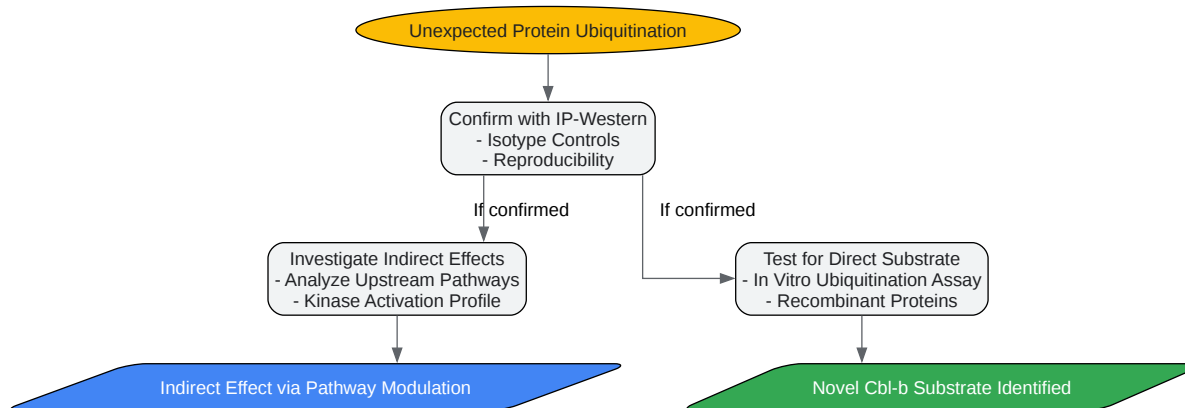 Unexpected Protein Ubiquitination
Confirm with IP-Western
- Isotype Controls
- Reproducibility
If confirmed
If confirmed
Investigate Indirect Effects
- Analyze Upstream Pathways
- Kinase Activation Profile
Test for Direct Substrate
- In Vitro Ubiquitination Assay
- Recombinant Proteins
Indirect Effect via Pathway Modulation
Novel Cbl-b Substrate Identified